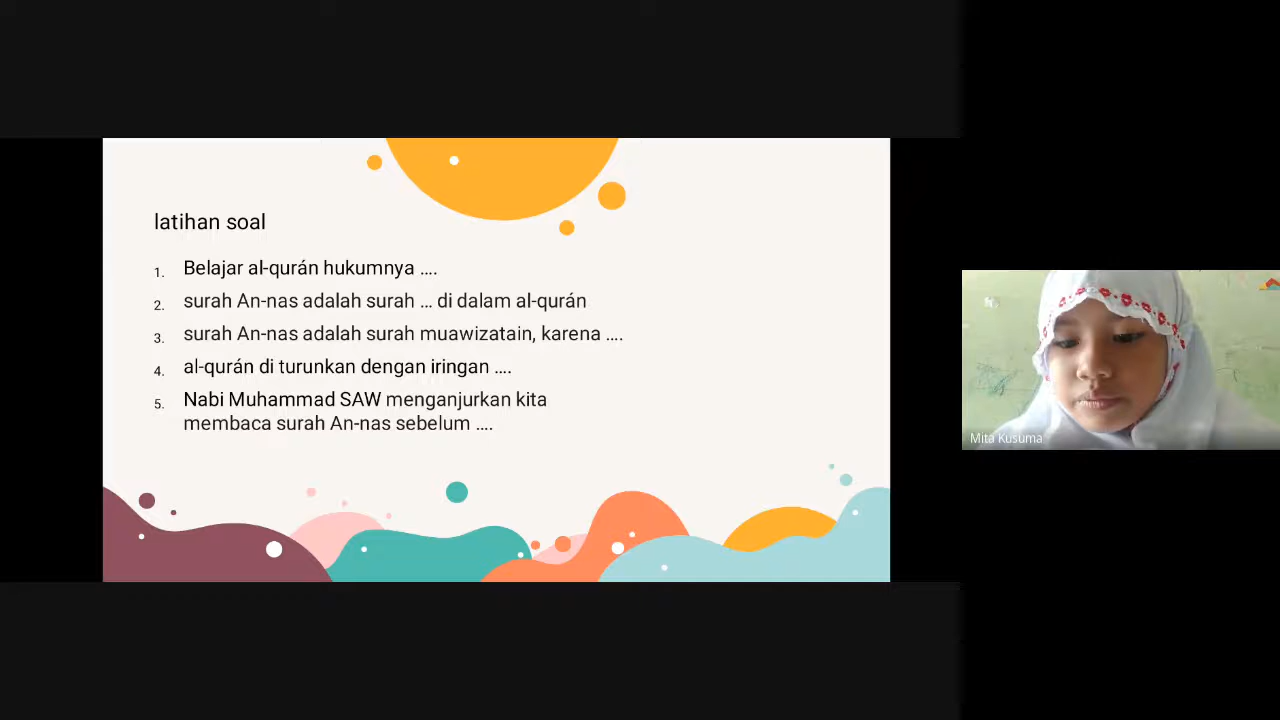 latihan soal
1. Belajar al-qurán hukumnya ....
2. surah An-nas adalah surah ... di dalam al-qurán
3. surah An-nas adalah surah muawizatain, karena ....
4. al-qurán di turunkan dengan iringan ....
5. Nabi Muhammad SAW menganjurkan kita
membaca surah An-nas sebelum ....
Mita Kusuma